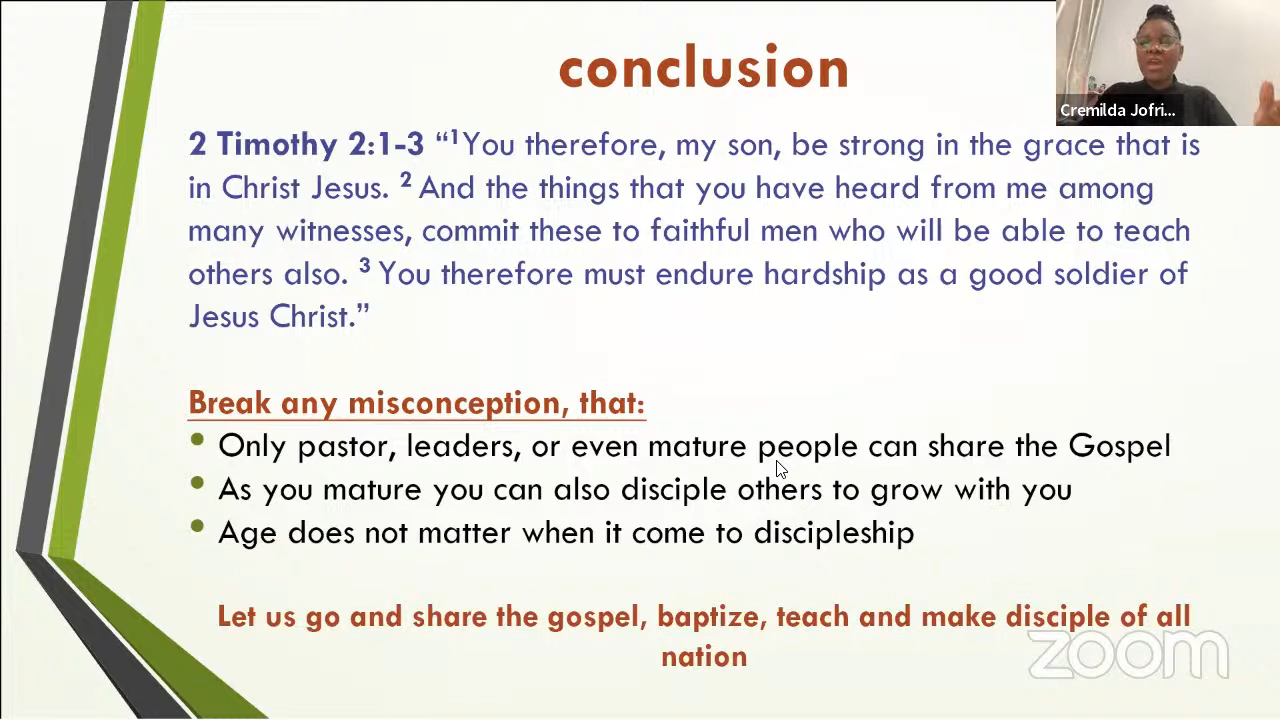 conclusion
Cremilda Jofri...
2 Timothy 2:1-3 “¹You therefore, my son, be strong in the grace that is
in Christ Jesus. ² And the things that you have heard from me among
many witnesses, commit these to faithful men who will be able to teach
others also. ³ You therefore must endure hardship as a good soldier of
Jesus Christ.”
Break any misconception, that:
• Only pastor, leaders, or even mature people can share the Gospel
• As you mature you can also disciple others to grow with you
• Age does not matter when it come to discipleship
Let us go and share the gospel, baptize, teach and make disciple of all
nation
zoom